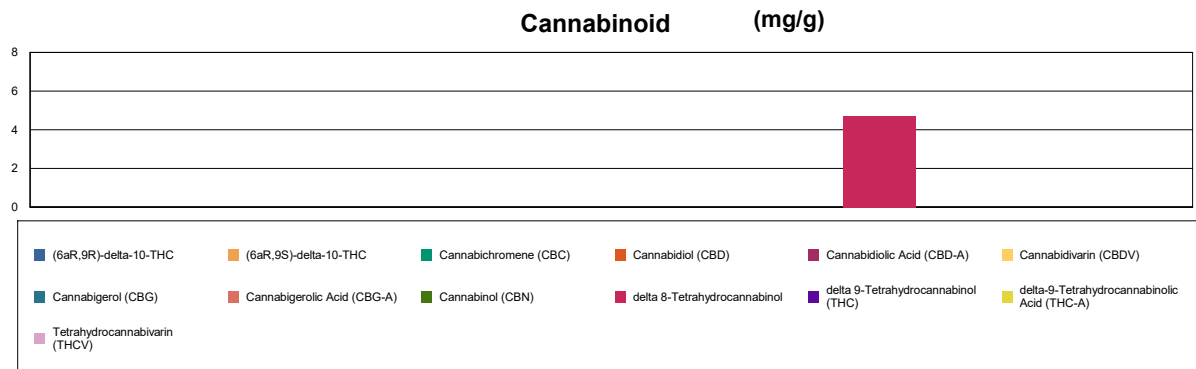 Cannabinoid (mg/g)
8
6
4
2
0
(6aR,9R)-delta-10-THC
(6aR,9S)-delta-10-THC
Cannabichromene (CBC)
Cannabidiol (CBD)
Cannabidiolic Acid (CBD-A)
Cannabidivarin (CBDV)
Cannabigerol (CBG)
Cannabigerolic Acid (CBG-A)
Cannabinol (CBN)
delta 8-Tetrahydrocannabinol
delta 9-Tetrahydrocannabinol
(THC)
delta-9-Tetrahydrocannabinolic
Acid (THC-A)
Tetrahydrocannabivarin
(THCV)